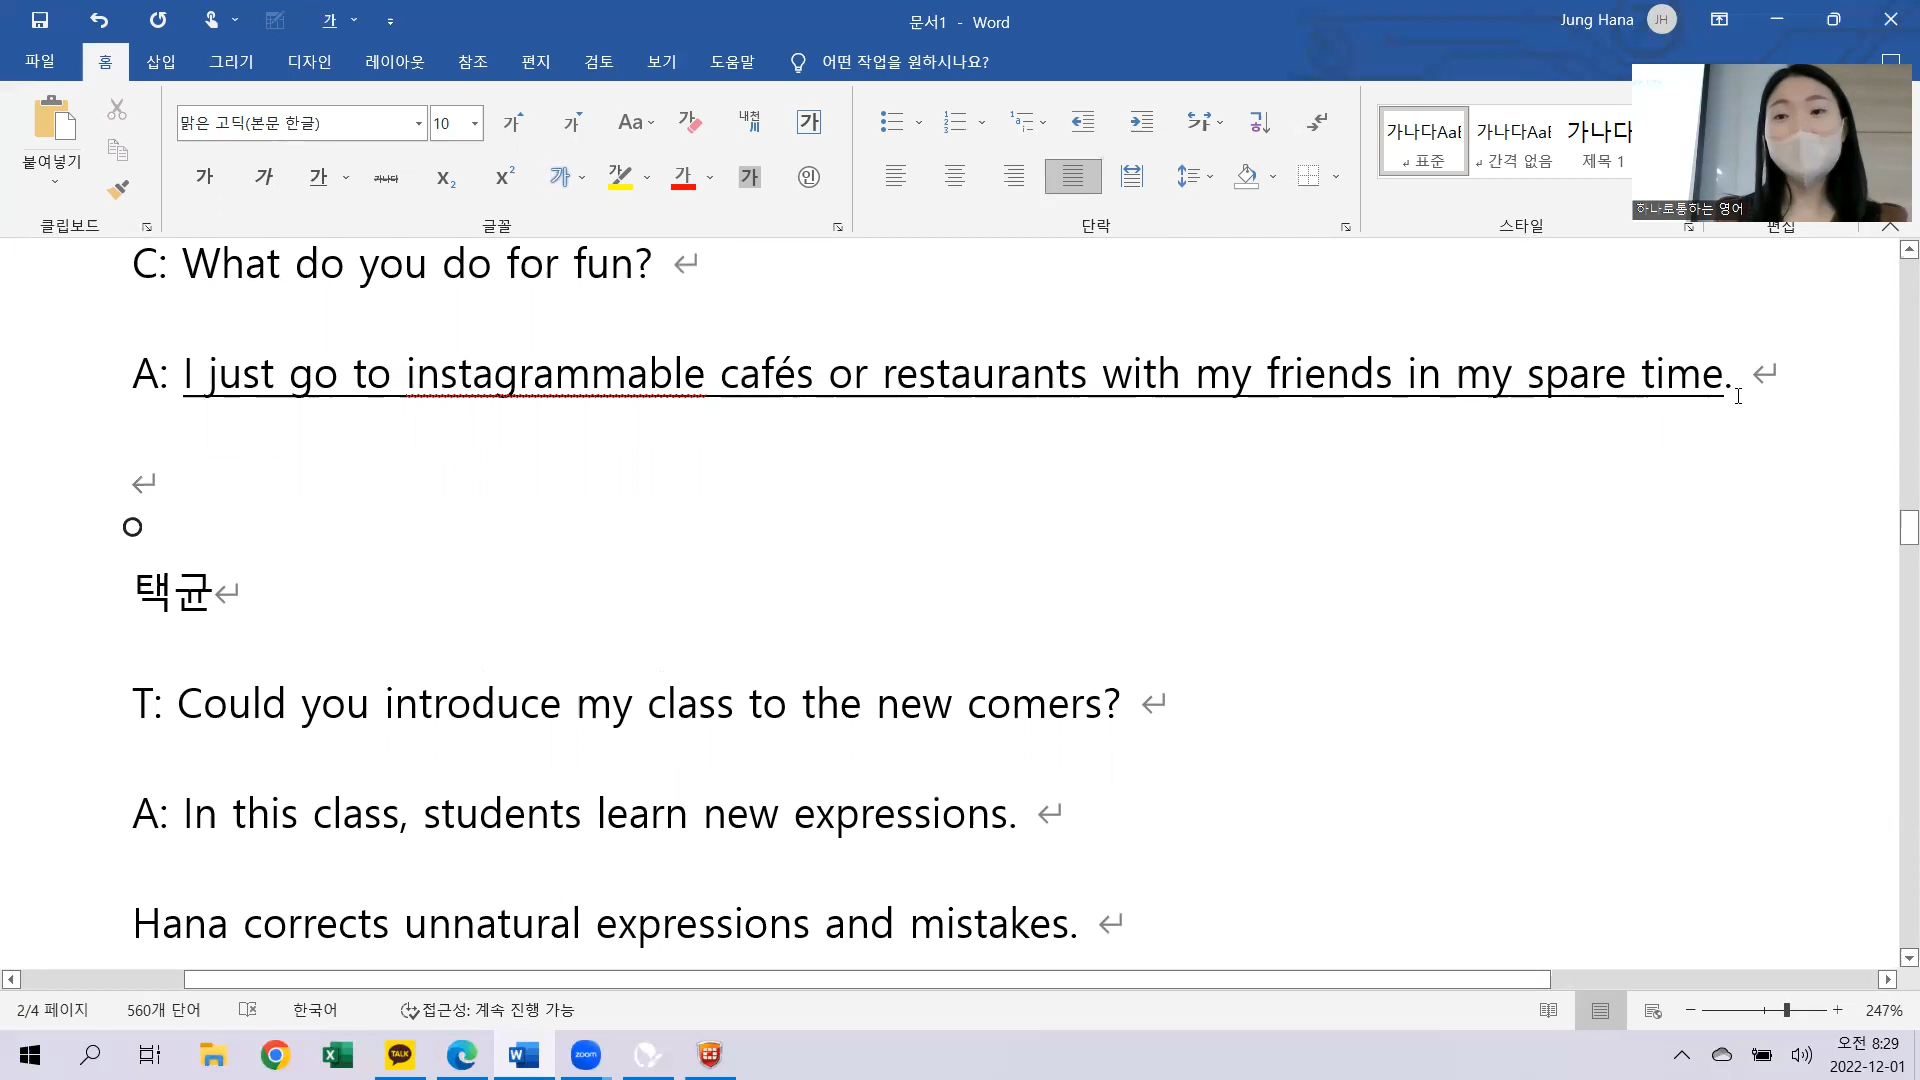 문서1 - Word
Jung Hana JH
파일 홈 삽입 그리기 디자인 레이아웃 참조 편지 검토 보기 도움말 어떤 작업을 원하시나요?
맑은 고딕(본문 한글) 10
붙여넣기
가나다AaB 가나다AaB 가나다
표준 간격 없음 제목 1
하나로통하는 영어
클립보드 글꼴 단락 스타일 편집
C: What do you do for fun?
A: I just go to instagrammable cafés or restaurants with my friends in my spare time.
택균
T: Could you introduce my class to the new comers?
A: In this class, students learn new expressions.
Hana corrects unnatural expressions and mistakes.
2/4 페이지 560개 단어 한국어 접근성: 계속 진행 가능 247%
TALK zoom
오전 8:29
2022-12-01